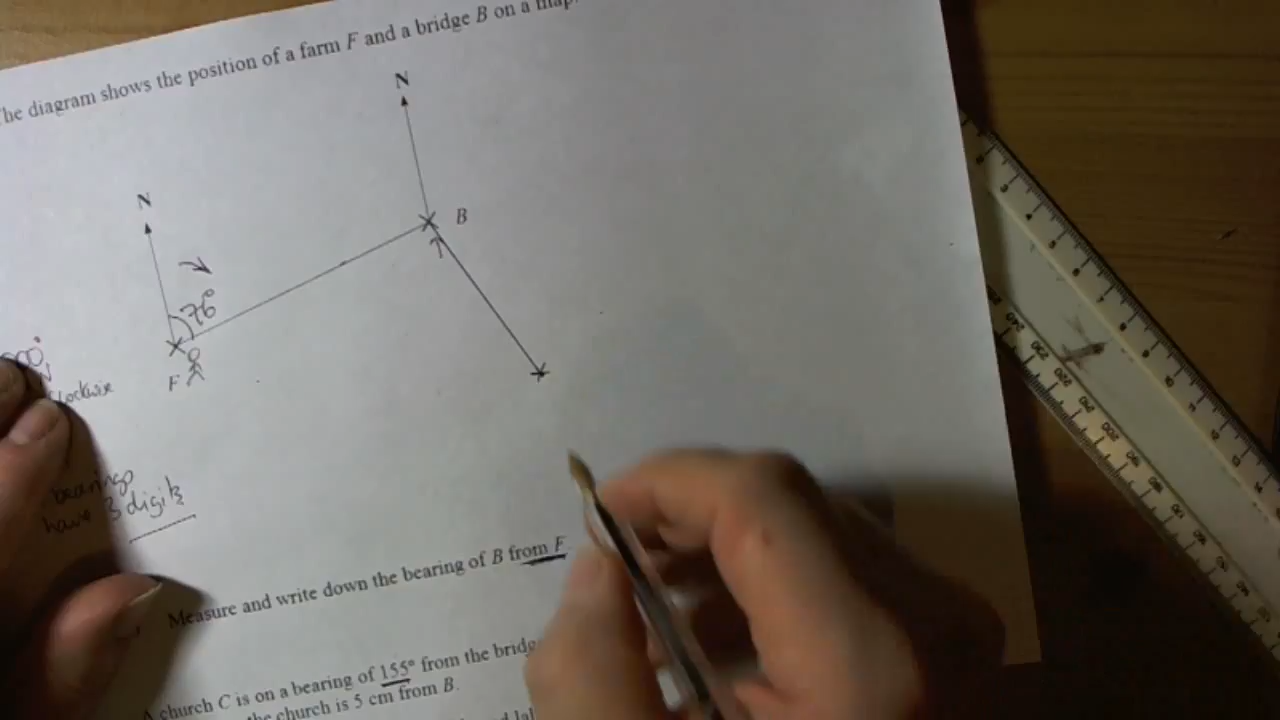 The diagram shows the position of a farm F and a bridge B on a map.
N
N
B
76°
F
clockwise
bearings
have 3 digits
Measure and write down the bearing of B from F
A church C is on a bearing of 155° from the bridge
the church is 5 cm from B.